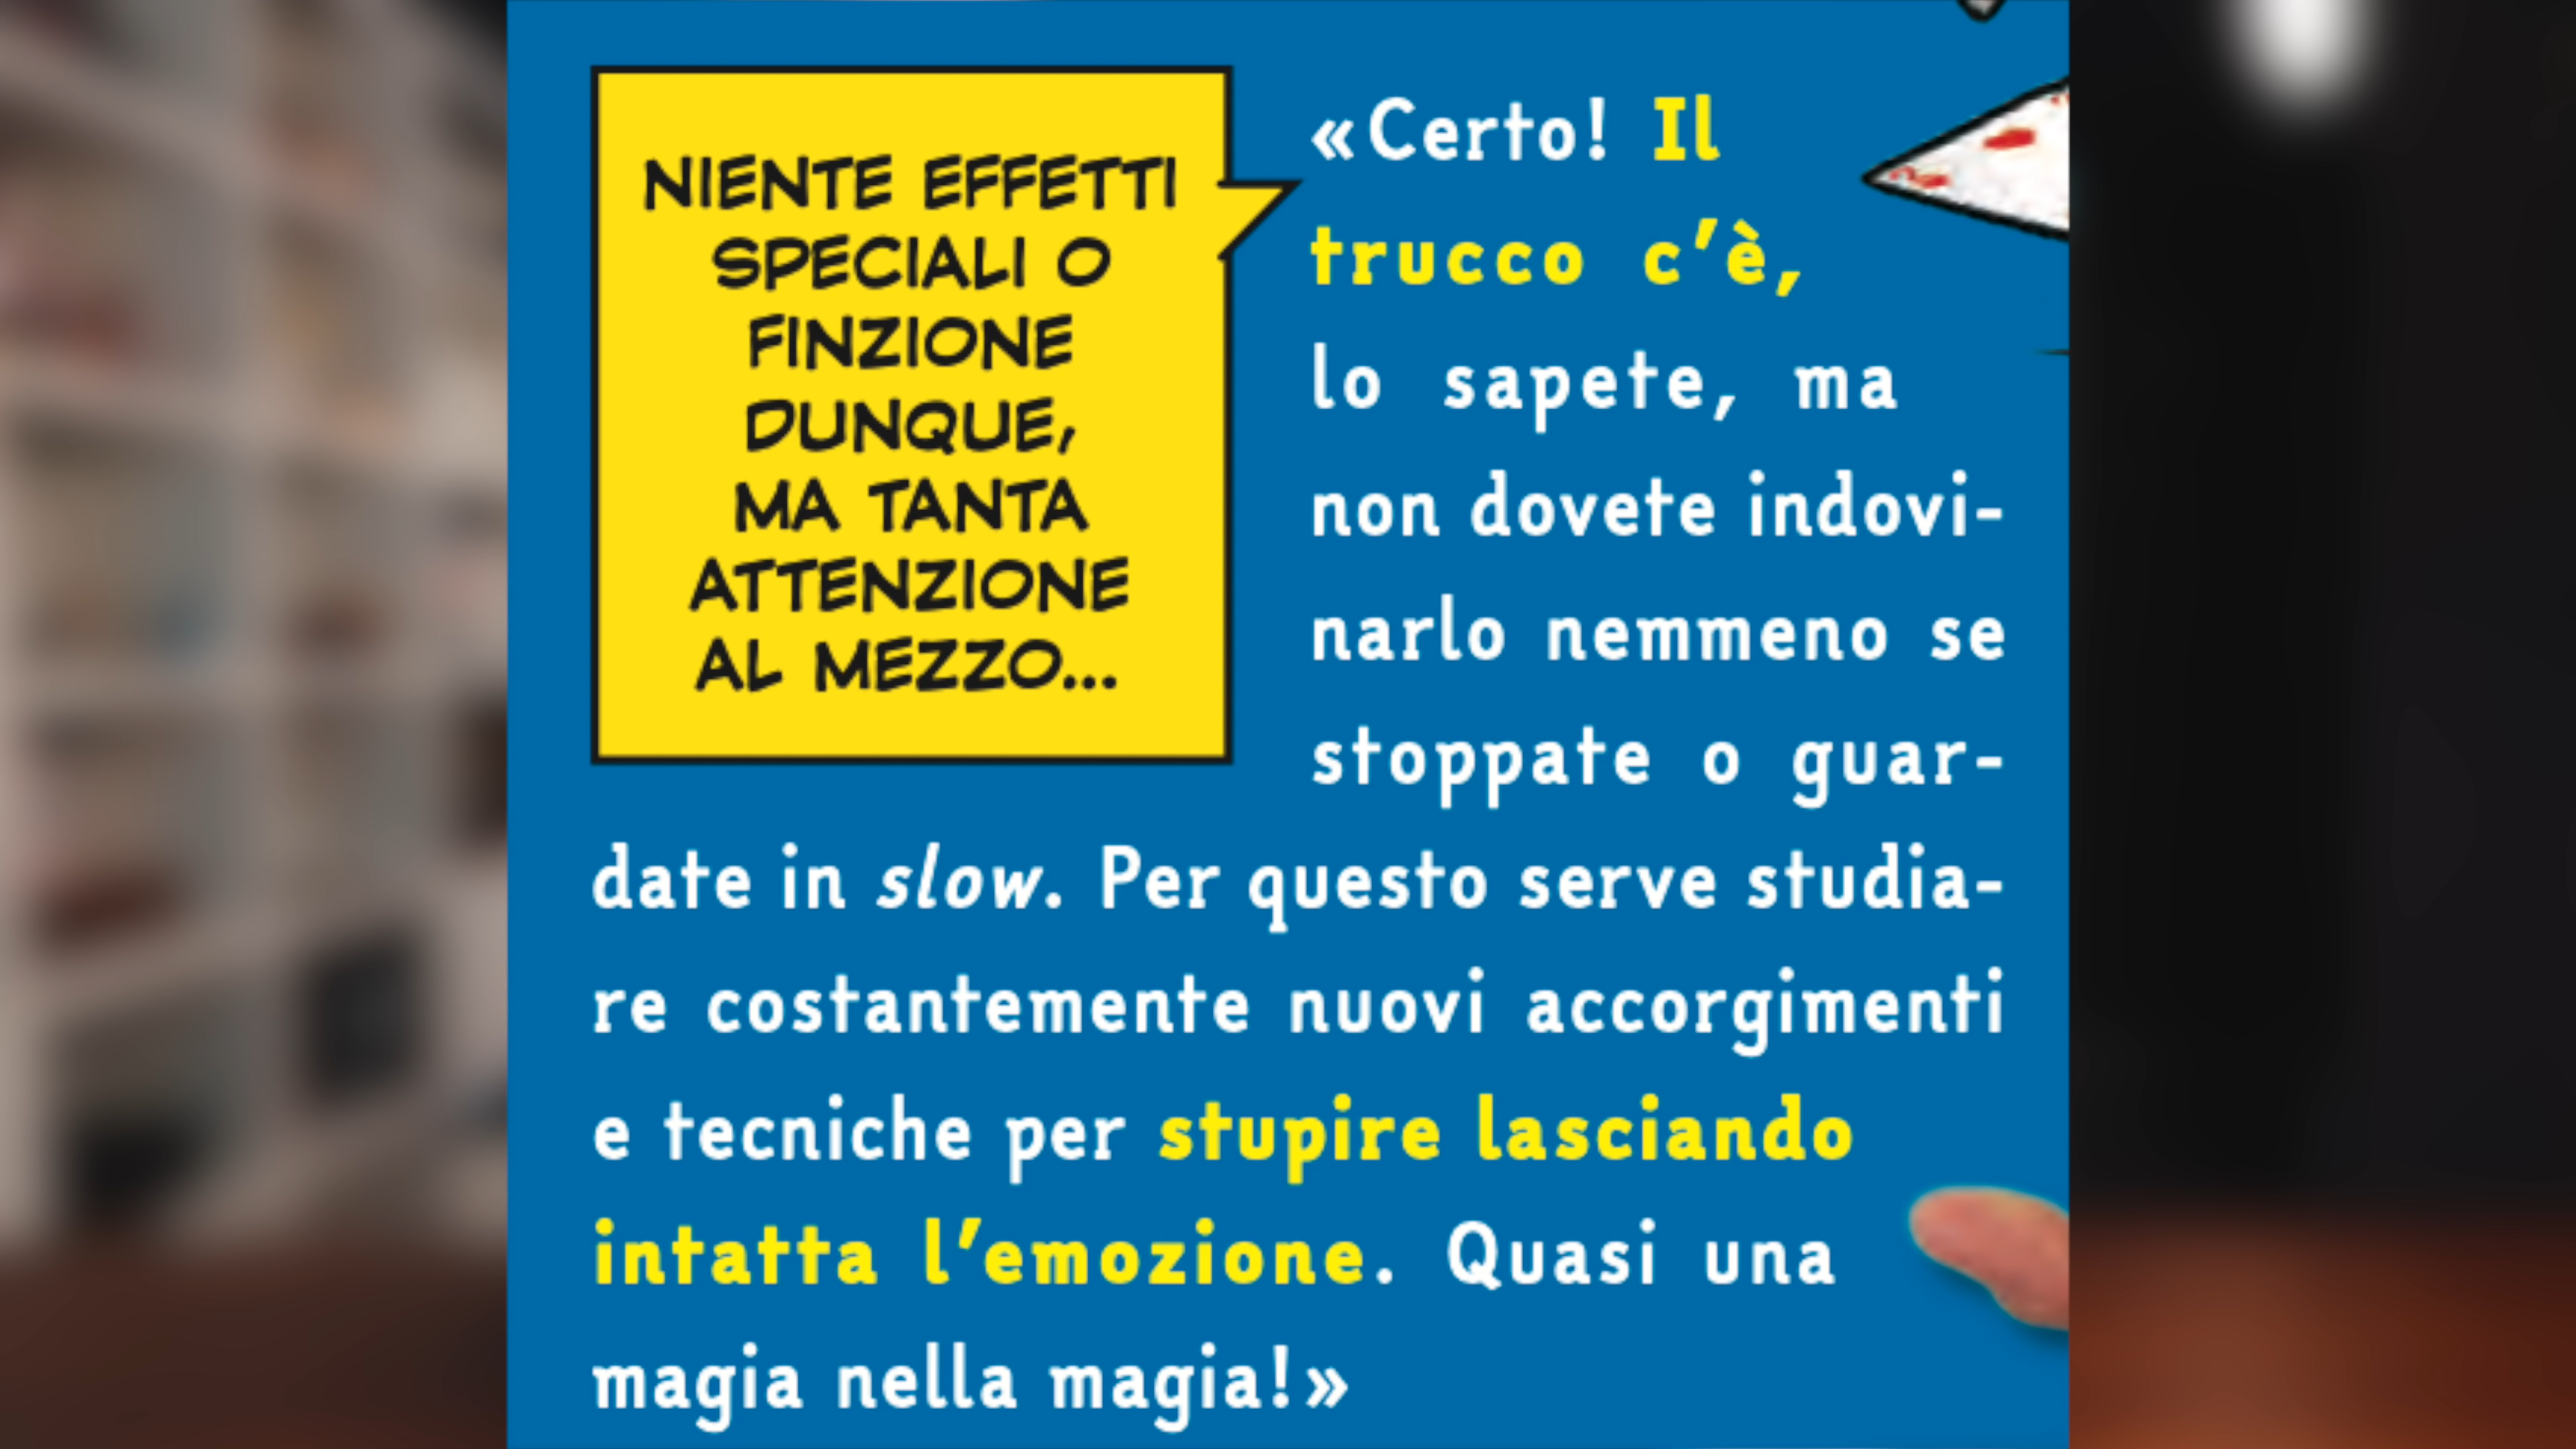 NIENTE EFFETTI
SPECIALI O
FINZIONE
DUNQUE,
MA TANTA
ATTENZIONE
AL MEZZO...
«Certo! Il
trucco c'è,
lo sapete, ma
non dovete indovi-
narlo nemmeno se
stoppate o guar-
date in slow. Per questo serve studia-
re costantemente nuovi accorgimenti
e tecniche per stupire lasciando
intatta l'emozione. Quasi una
magia nella magia!»